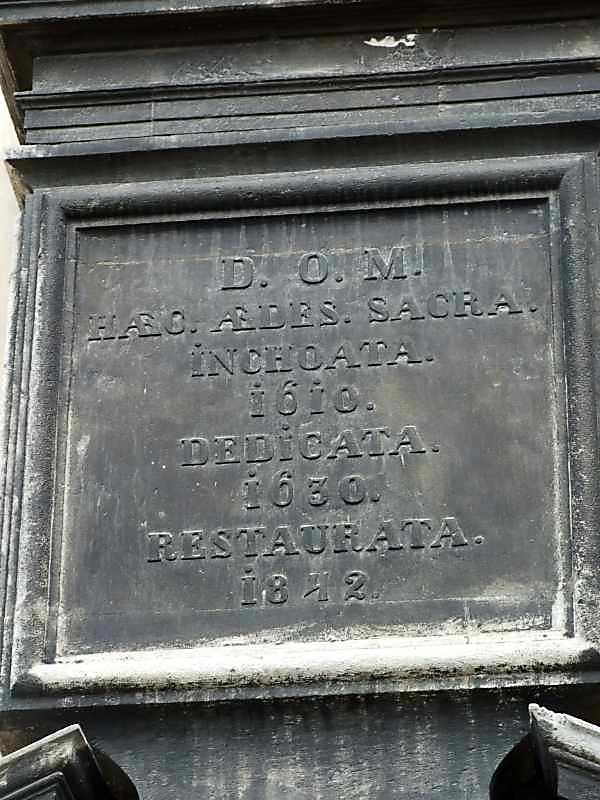 D. O. M.
HÆC. ÆDES. SACRA.
INCHOATA.
1610.
DEDICATA.
1630.
RESTAURATA.
1842.